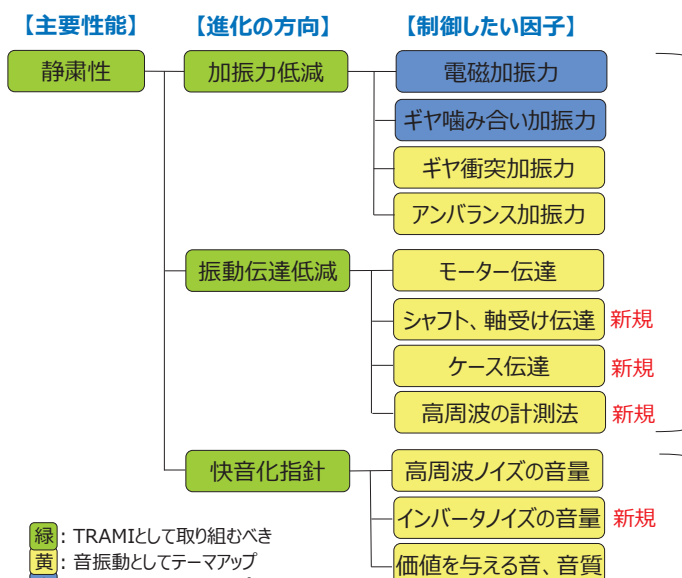 【主要性能】 【進化の方向】 【制御したい因子】
静粛性 加振力低減 電磁加振力
ギヤ噛み合い加振力
ギヤ衝突加振力
アンバランス加振力
振動伝達低減 モーター伝達
シャフト、軸受け伝達 新規
ケース伝達 新規
高周波の計測法 新規
快音化指針 高周波ノイズの音量
インバータノイズの音量 新規
価値を与える音、音質
緑：TRAMIとして取り組むべき
黄：音振動としてテーマアップ